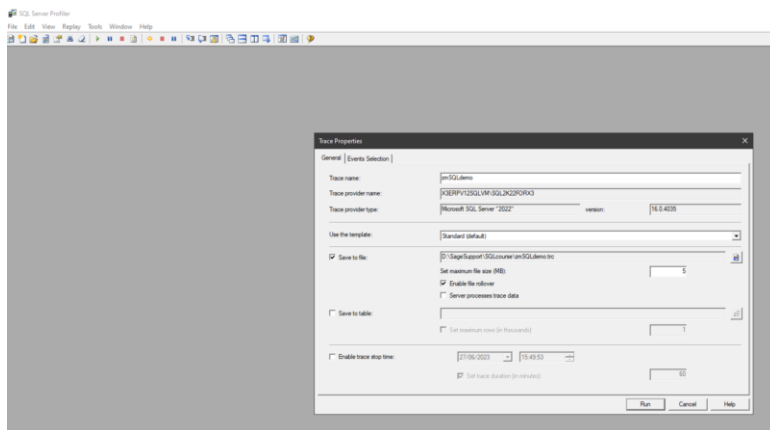 SQL Server Profiler
File Edit View Replay Tools Window Help
Trace Properties
General Events Selection
Trace name: zmSQLdemo
Trace provider name: X3ERPV12SQLVM\SQL2K22FORX3
Trace provider type: Microsoft SQL Server "2022" version: 16.0.4035
Use the template: Standard (default)
Save to file: D:\SageSupport\SQLcourse\zmSQLdemo.trc
Set maximum file size (MB): 5
Enable file rollover
Server processes trace data
Save to table:
Set maximum rows (in thousands): 1
Enable trace stop time: 27/06/2023 15:49:53
Set trace duration (in minutes): 60
Run Cancel Help